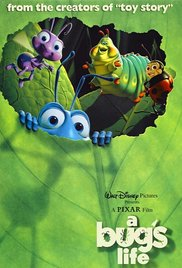 from the creators of "toy story"
WALT DISNEY Pictures
Presents
A PIXAR Film
a
bug's
life